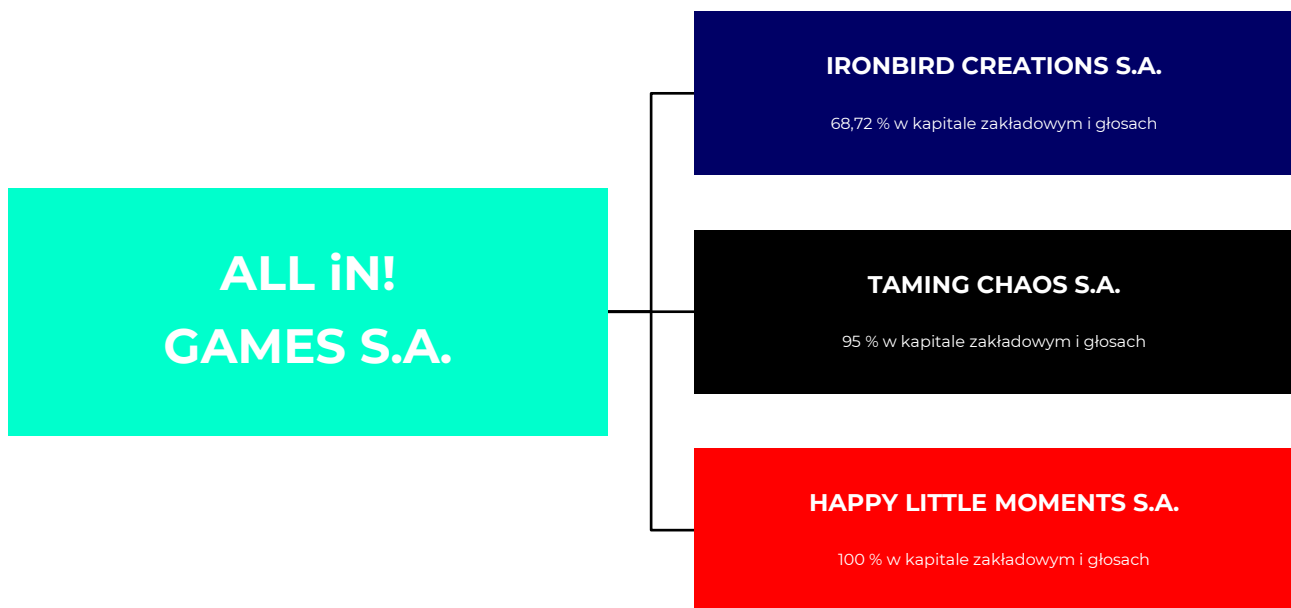 ALL iN!
GAMES S.A.
IRONBIRD CREATIONS S.A.
68,72 % w kapitale zakładowym i głosach
TAMING CHAOS S.A.
95 % w kapitale zakładowym i głosach
HAPPY LITTLE MOMENTS S.A.
100 % w kapitale zakładowym i głosach